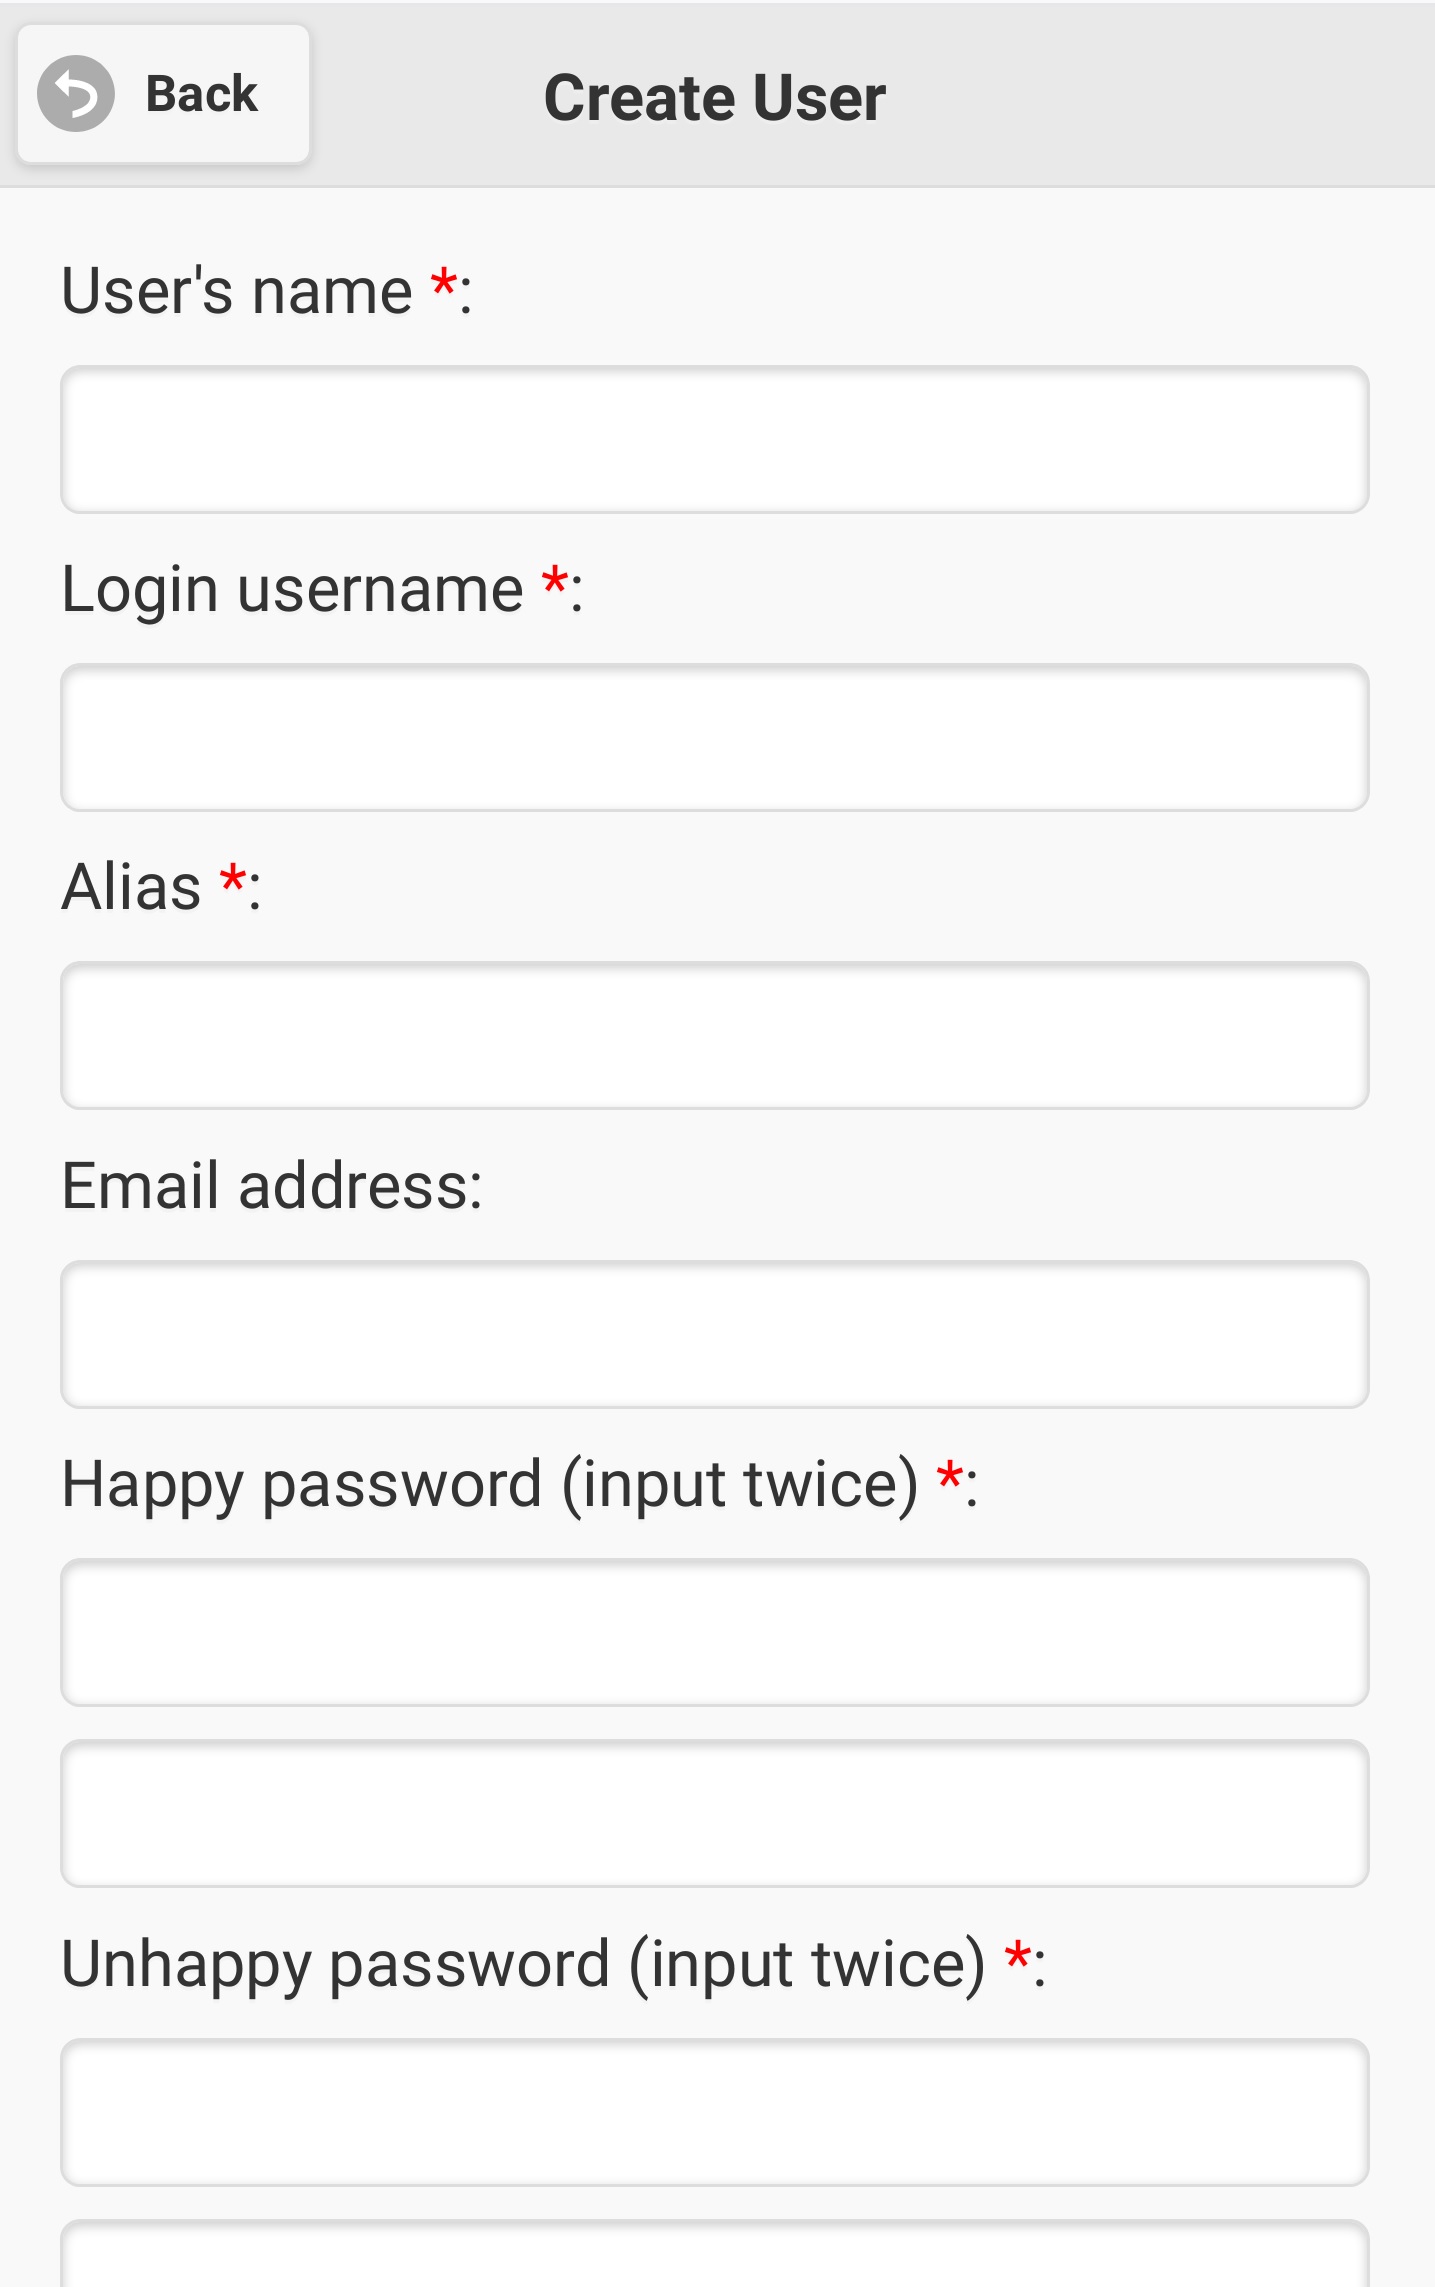 Back
Create User
User's name *:
Login username *:
Alias *:
Email address:
Happy password (input twice) *:
Unhappy password (input twice) *: